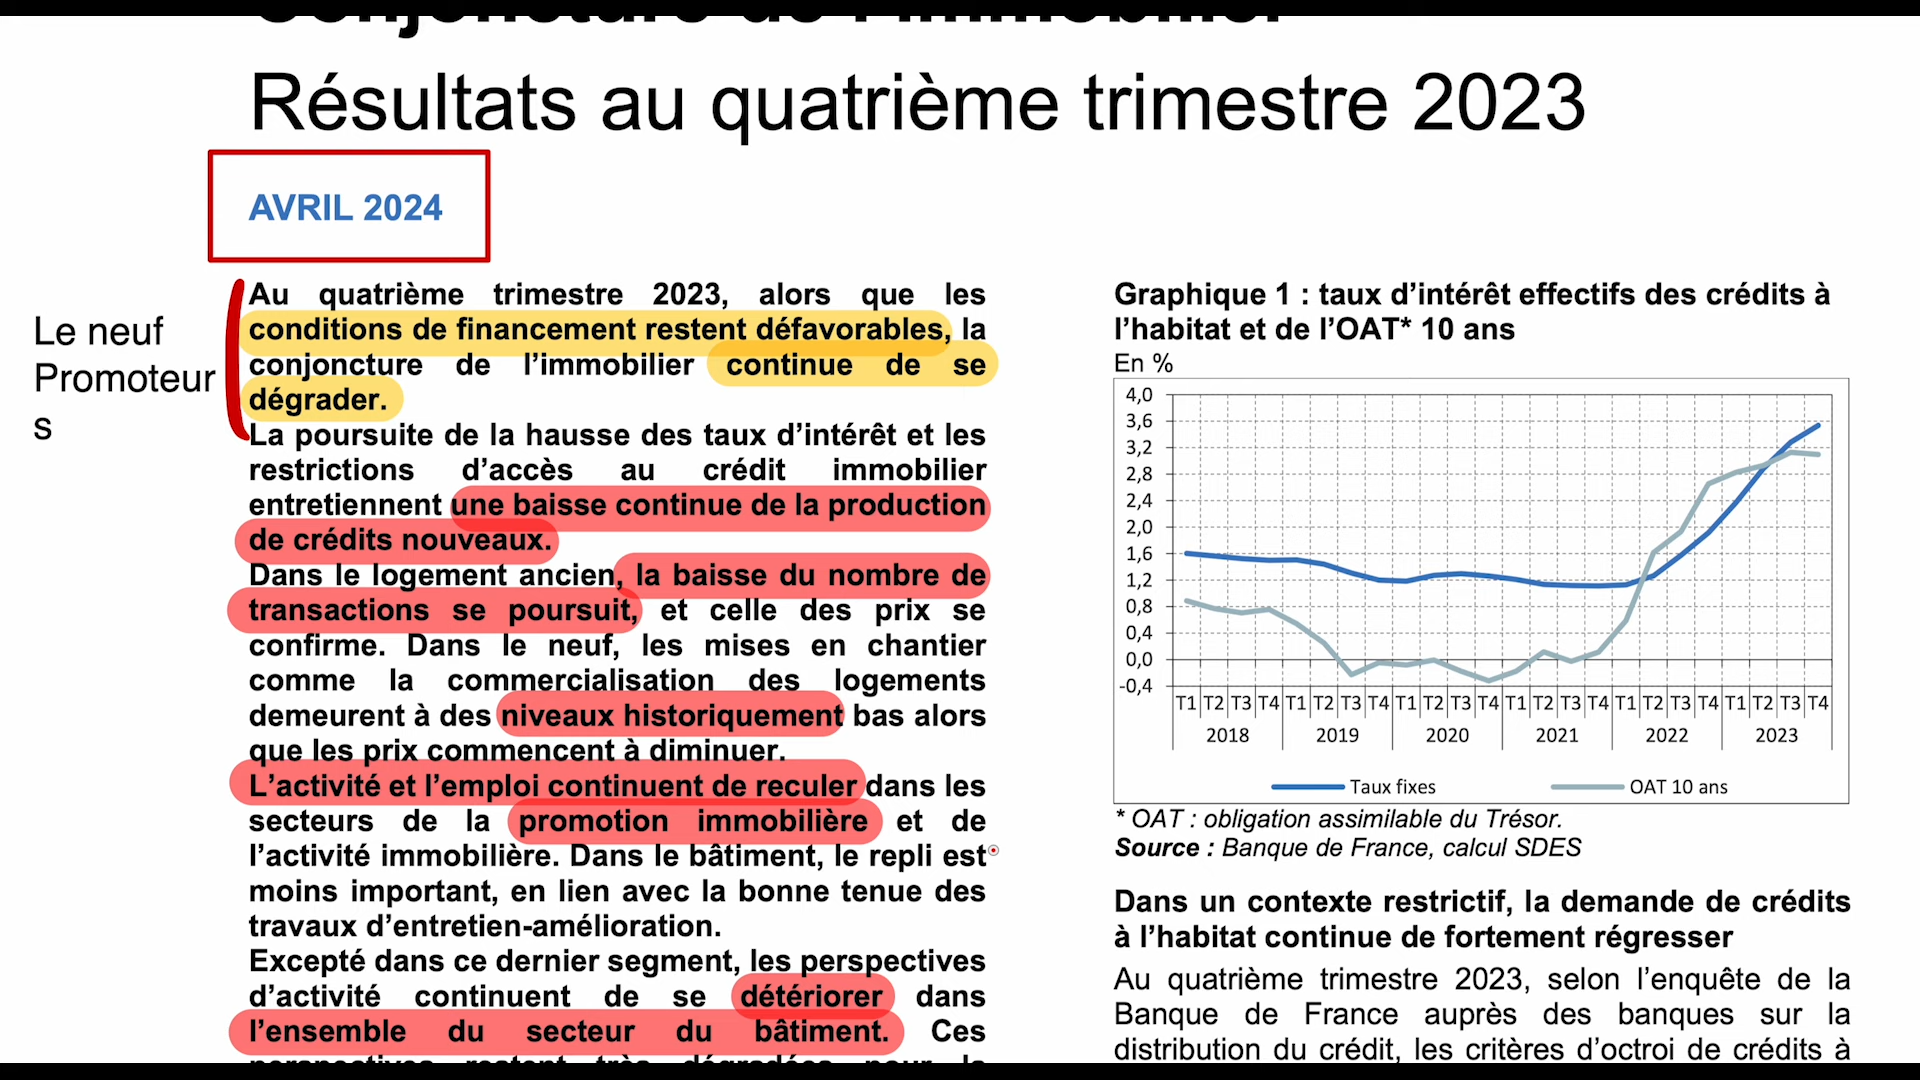 Conjoncture de l'immobilier
Résultats au quatrième trimestre 2023
AVRIL 2024
Le neuf
Promoteur
s
Au quatrième trimestre 2023, alors que les
conditions de financement restent défavorables, la
conjoncture de l'immobilier continue de se
dégrader.
La poursuite de la hausse des taux d'intérêt et les
restrictions d'accès au crédit immobilier
entretiennent une baisse continue de la production
de crédits nouveaux.
Dans le logement ancien, la baisse du nombre de
transactions se poursuit, et celle des prix se
confirme. Dans le neuf, les mises en chantier
comme la commercialisation des logements
demeurent à des niveaux historiquement bas alors
que les prix commencent à diminuer.
L'activité et l'emploi continuent de reculer dans les
secteurs de la promotion immobilière et de
l'activité immobilière. Dans le bâtiment, le repli est
moins important, en lien avec la bonne tenue des
travaux d'entretien-amélioration.
Excepté dans ce dernier segment, les perspectives
d'activité continuent de se détériorer dans
l'ensemble du secteur du bâtiment. Ces
perspectives restent très dégradées pour la
Graphique 1 : taux d'intérêt effectifs des crédits à
l'habitat et de l'OAT* 10 ans
En %
4,0
3,6
3,2
2,8
2,4
2,0
1,6
1,2
0,8
0,4
0,0
-0,4
T1 T2 T3 T4 T1 T2 T3 T4 T1 T2 T3 T4 T1 T2 T3 T4 T1 T2 T3 T4 T1 T2 T3 T4
2018 2019 2020 2021 2022 2023
Taux fixes OAT 10 ans
* OAT : obligation assimilable du Trésor.
Source : Banque de France, calcul SDES
Dans un contexte restrictif, la demande de crédits
à l'habitat continue de fortement régresser
Au quatrième trimestre 2023, selon l'enquête de la
Banque de France auprès des banques sur la
distribution du crédit, les critères d'octroi de crédits à